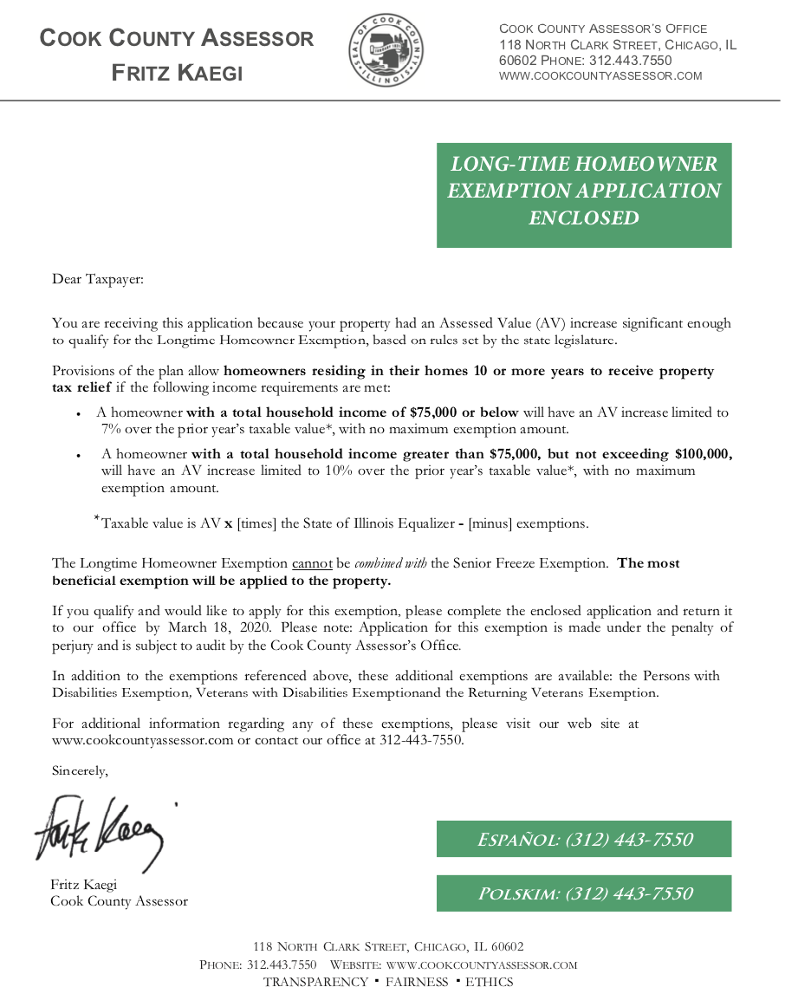 COOK COUNTY ASSESSOR
FRITZ KAEGI
SEAL OF COOK COUNTY
ILLINOIS
COOK COUNTY ASSESSOR'S OFFICE
118 NORTH CLARK STREET, CHICAGO, IL
60602 PHONE: 312.443.7550
WWW.COOKCOUNTYASSESSOR.COM
LONG-TIME HOMEOWNER
EXEMPTION APPLICATION
ENCLOSED
Dear Taxpayer:
You are receiving this application because your property had an Assessed Value (AV) increase significant enough
to qualify for the Longtime Homeowner Exemption, based on rules set by the state legislature.
Provisions of the plan allow homeowners residing in their homes 10 or more years to receive property
tax relief if the following income requirements are met:
• A homeowner with a total household income of $75,000 or below will have an AV increase limited to
7% over the prior year's taxable value*, with no maximum exemption amount.
• A homeowner with a total household income greater than $75,000, but not exceeding $100,000,
will have an AV increase limited to 10% over the prior year's taxable value*, with no maximum
exemption amount.
*Taxable value is AV x [times] the State of Illinois Equalizer - [minus] exemptions.
The Longtime Homeowner Exemption cannot be combined with the Senior Freeze Exemption. The most
beneficial exemption will be applied to the property.
If you qualify and would like to apply for this exemption, please complete the enclosed application and return it
to our office by March 18, 2020. Please note: Application for this exemption is made under the penalty of
perjury and is subject to audit by the Cook County Assessor's Office.
In addition to the exemptions referenced above, these additional exemptions are available: the Persons with
Disabilities Exemption, Veterans with Disabilities Exemptionand the Returning Veterans Exemption.
For additional information regarding any of these exemptions, please visit our web site at
www.cookcountyassessor.com or contact our office at 312-443-7550.
Sincerely,
Fritz Kaegi
Fritz Kaegi
Cook County Assessor
ESPAÑOL: (312) 443-7550
POLSKIM: (312) 443-7550
118 NORTH CLARK STREET, CHICAGO, IL 60602
PHONE: 312.443.7550 WEBSITE: WWW.COOKCOUNTYASSESSOR.COM
TRANSPARENCY ▪ FAIRNESS ▪ ETHICS